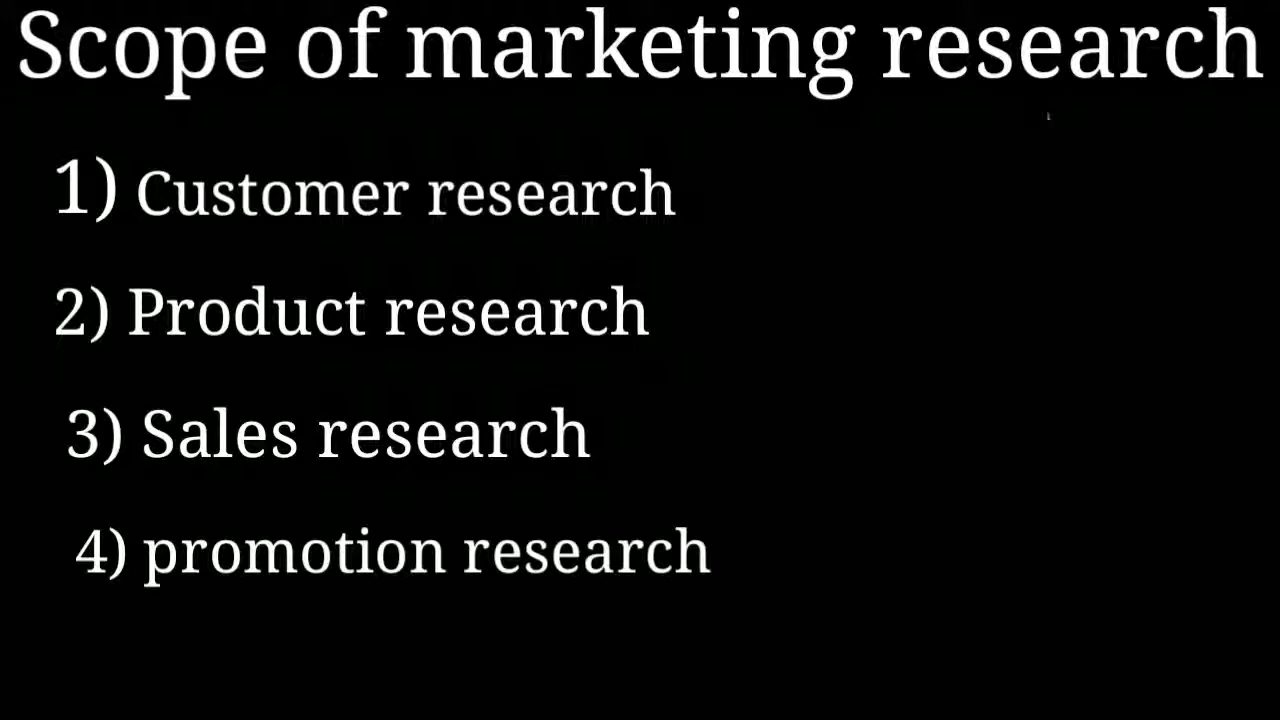 Scope of marketing research
1) Customer research
2) Product research
3) Sales research
4) promotion research